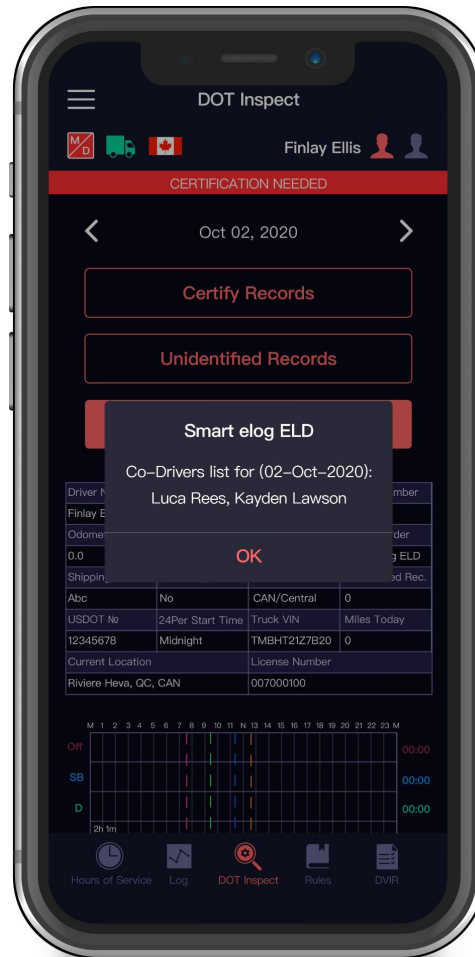 DOT Inspect
M/D
Finlay Ellis
CERTIFICATION NEEDED
Oct 02, 2020
Certify Records
Unidentified Records
Smart elog ELD
Co-Drivers list for (02-Oct-2020):
Luca Rees, Kayden Lawson
OK
Driver
Finlay
0.0 ELD
Shipping Rec.
Abc No CAN/Central 0
USDOT № 24Per Start Time Truck VIN Miles Today
12345678 Midnight TMBHT21Z7B20 0
Current Location License Number
Riviere Heva, QC, CAN 007000100
M 1 2 3 4 5 6 7 8 9 10 11 N 13 14 15 16 17 18 19 20 21 22 23 M
Off 00:00
SB 00:00
D 00:00
2h 1m
Hours of Service Log DOT Inspect Rules DVIR